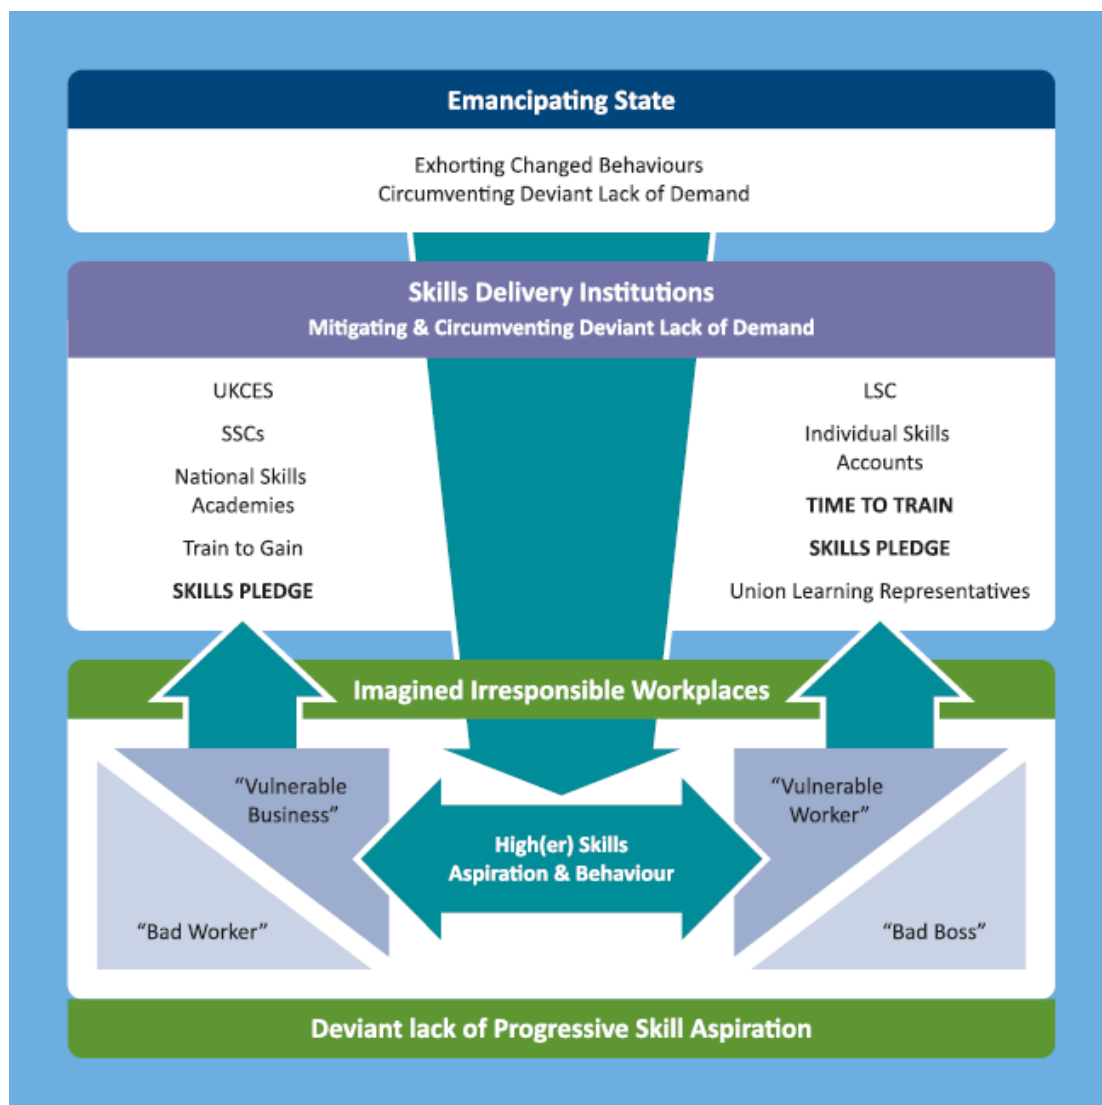 Emancipating State
Exhorting Changed Behaviours
Circumventing Deviant Lack of Demand
Skills Delivery Institutions
Mitigating & Circumventing Deviant Lack of Demand
UKCES
SSCs
National Skills
Academies
Train to Gain
SKILLS PLEDGE
LSC
Individual Skills
Accounts
TIME TO TRAIN
SKILLS PLEDGE
Union Learning Representatives
Imagined Irresponsible Workplaces
“Vulnerable
Business”
“Bad Worker”
High(er) Skills
Aspiration & Behaviour
“Vulnerable
Worker”
“Bad Boss”
Deviant lack of Progressive Skill Aspiration